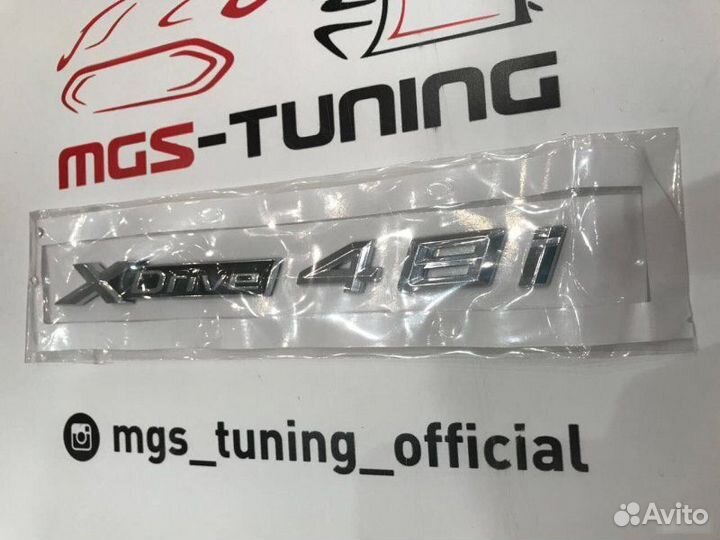 MGS-TUNING
XDrive 48i
mgs_tuning_official
Avito